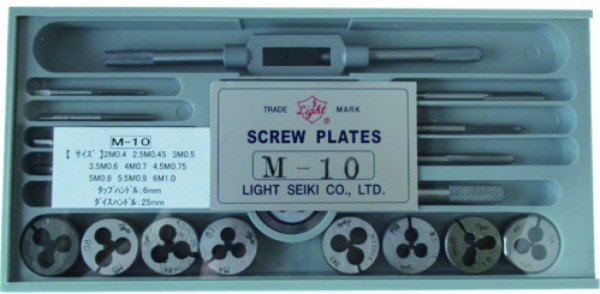 TRADE Light MARK
SCREW PLATES
M-10
LIGHT SEIKI CO., LTD.
M-10
【 サイズ 】2M0.4 2.5M0.45 3M0.5
3.5M0.6 4M0.7 4.5M0.75
5M0.8 5.5M0.9 6M1.0
タップハンドル:6mm
ダイスハンドル:25mm